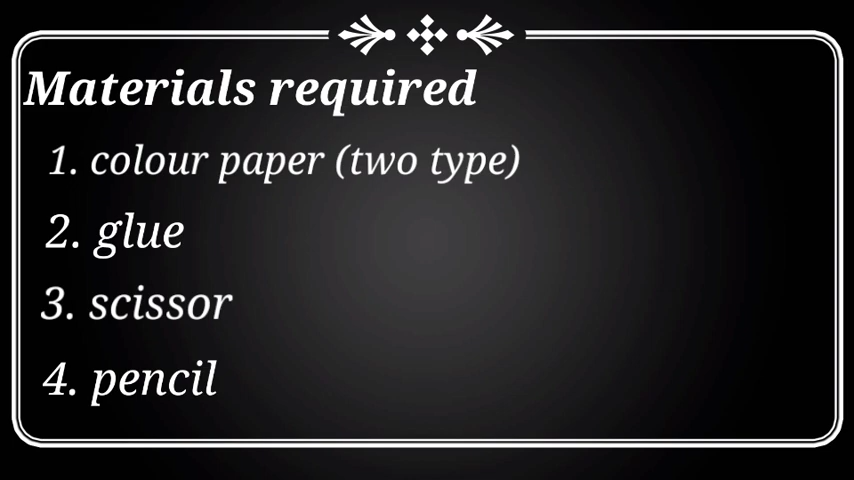 Materials required
1. colour paper (two type)
2. glue
3. scissor
4. pencil